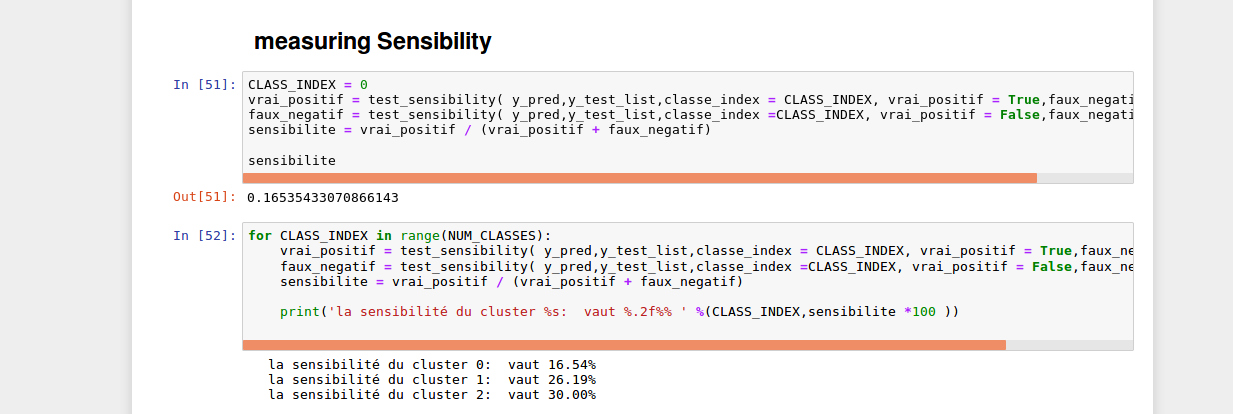 measuring Sensibility
In [51]: CLASS_INDEX = 0
vrai_positif = test_sensibility( y_pred,y_test_list,classe_index = CLASS_INDEX, vrai_positif = True,faux_negati
faux_negatif = test_sensibility( y_pred,y_test_list,classe_index =CLASS_INDEX, vrai_positif = False,faux_negati
sensibilite = vrai_positif / (vrai_positif + faux_negatif)
sensibilite
Out[51]: 0.16535433070866143
In [52]: for CLASS_INDEX in range(NUM_CLASSES):
vrai_positif = test_sensibility( y_pred,y_test_list,classe_index = CLASS_INDEX, vrai_positif = True,faux_ne
faux_negatif = test_sensibility( y_pred,y_test_list,classe_index =CLASS_INDEX, vrai_positif = False,faux_ne
sensibilite = vrai_positif / (vrai_positif + faux_negatif)
print('la sensibilité du cluster %s:  vaut %.2f%% ' %(CLASS_INDEX,sensibilite *100 ))
la sensibilité du cluster 0:  vaut 16.54%
la sensibilité du cluster 1:  vaut 26.19%
la sensibilité du cluster 2:  vaut 30.00%